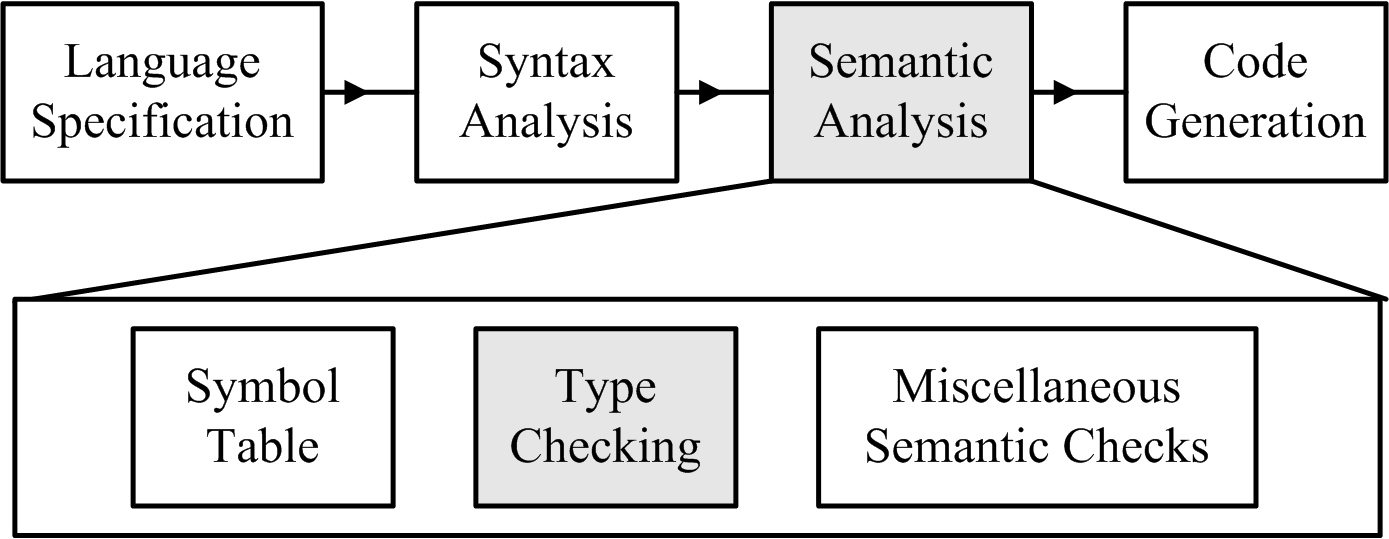 Language
Specification
Syntax
Analysis
Semantic
Analysis
Code
Generation
Symbol
Table
Type
Checking
Miscellaneous
Semantic Checks